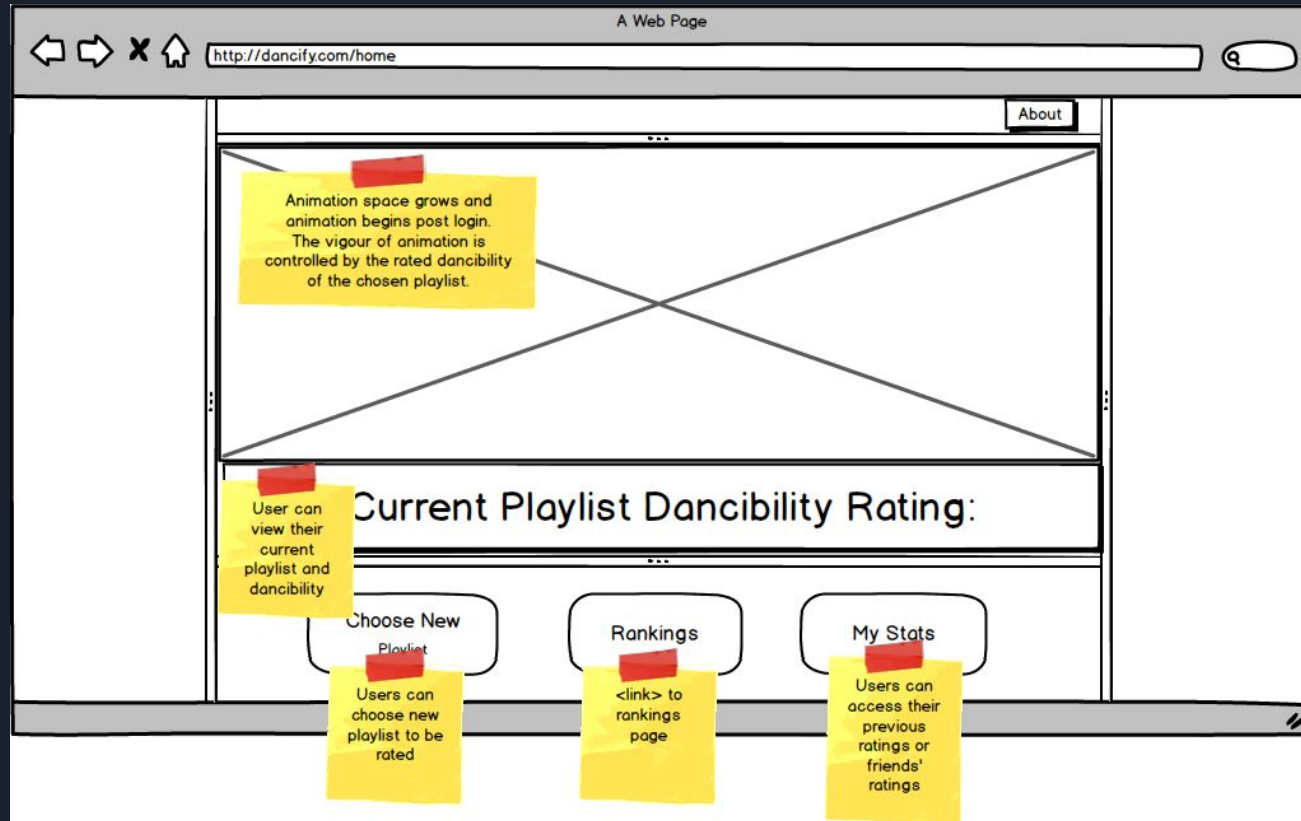 A Web Page
http://dancify.com/home
About
Animation space grows and
animation begins post login.
The vigour of animation is
controlled by the rated dancibility
of the chosen playlist.
Current Playlist Dancibility Rating:
User can
view their
current
playlist and
dancibility
Choose New
Playlist
Rankings
My Stats
Users can
choose new
playlist to be
rated
<link> to
rankings
page
Users can
access their
previous
ratings or
friends'
ratings